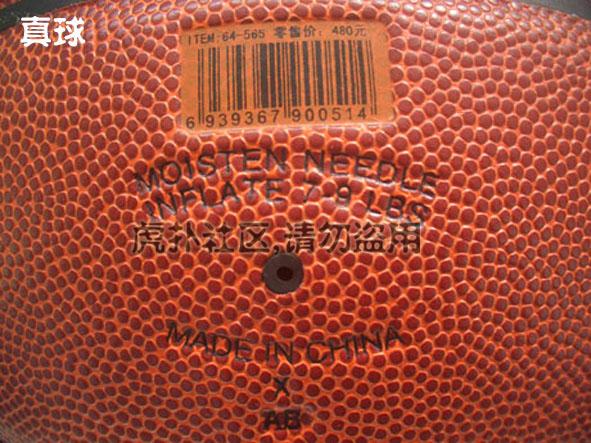 真球
ITEM:64-565 零售价: 480元
6 939367 900514
MOISTEN NEEDLE
INFLATE 7 9 LBS
虎扑社区,请勿盗用
MADE IN CHINA
X
AB